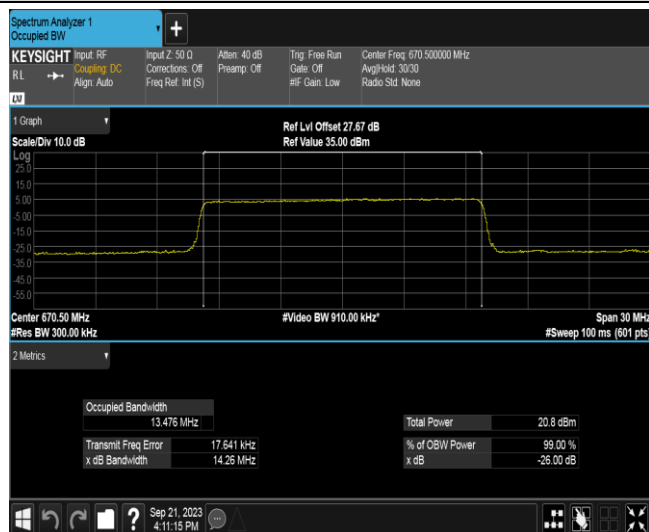 Spectrum Analyzer 1
Occupied BW
+
KEYSIGHT
RL
Input: RF
Coupling: DC
Align: Auto
Input Z: 50 Ω
Corrections: Off
Freq Ref: Int (S)
Atten: 40 dB
Preamp: Off
Trig: Free Run
Gate: Off
#IF Gain: Low
Center Freq: 670.500000 MHz
Avg|Hold: 30/30
Radio Std: None
LXI
1 Graph
Scale/Div 10.0 dB
Ref Lvl Offset 27.67 dB
Ref Value 35.00 dBm
Log
25.0
15.0
5.00
-5.00
-15.0
-25.0
-35.0
-45.0
-55.0
Center 670.50 MHz
#Res BW 300.00 kHz
#Video BW 910.00 kHz*
Span 30 MHz
#Sweep 100 ms (601 pts)
2 Metrics
Occupied Bandwidth
13.476 MHz
Transmit Freq Error 17.641 kHz
x dB Bandwidth 14.26 MHz
Total Power 20.8 dBm
% of OBW Power 99.00 %
x dB -26.00 dB
?
Sep 21, 2023
4:11:15 PM